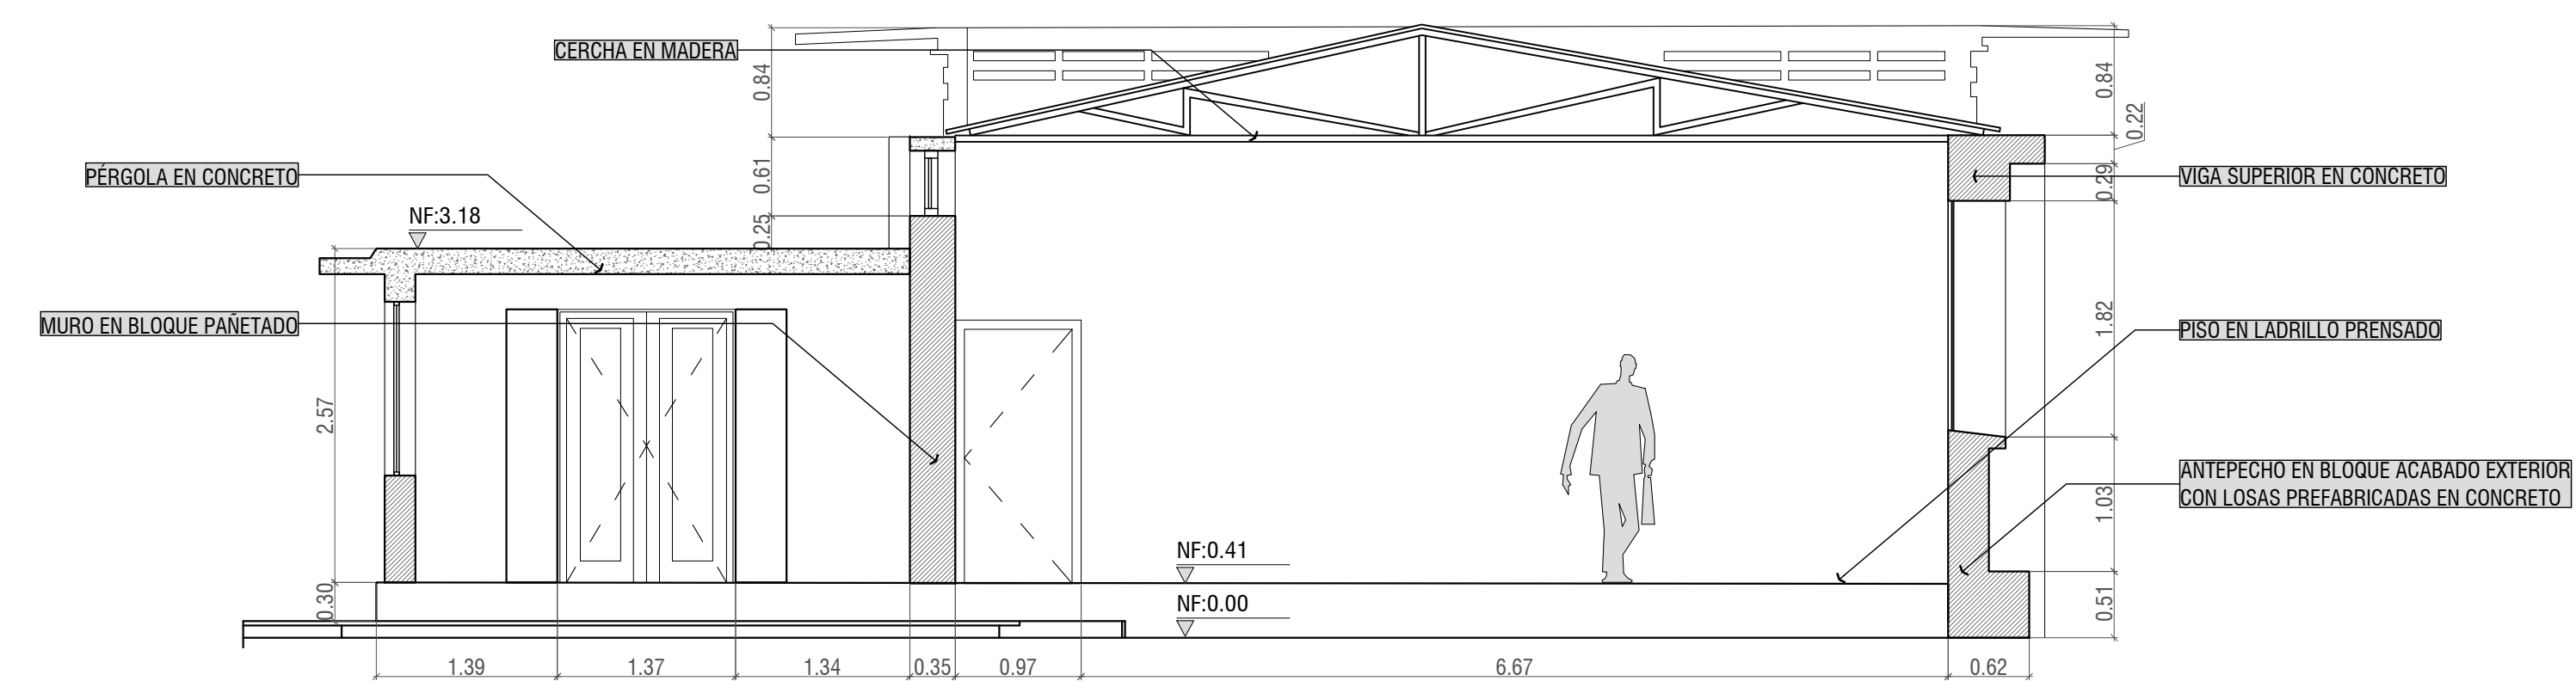 CERCHA EN MADERA
0.84
0.84
0.22
PÉRGOLA EN CONCRETO
0.61
0.29
VIGA SUPERIOR EN CONCRETO
NF:3.18
0.25
MURO EN BLOQUE PAÑETADO
1.82
PISO EN LADRILLO PRENSADO
2.57
ANTEPECHO EN BLOQUE ACABADO EXTERIOR
CON LOSAS PREFABRICADAS EN CONCRETO
1.03
NF:0.41
0.30
NF:0.00
0.51
1.39 1.37 1.34 0.35 0.97 6.67 0.62